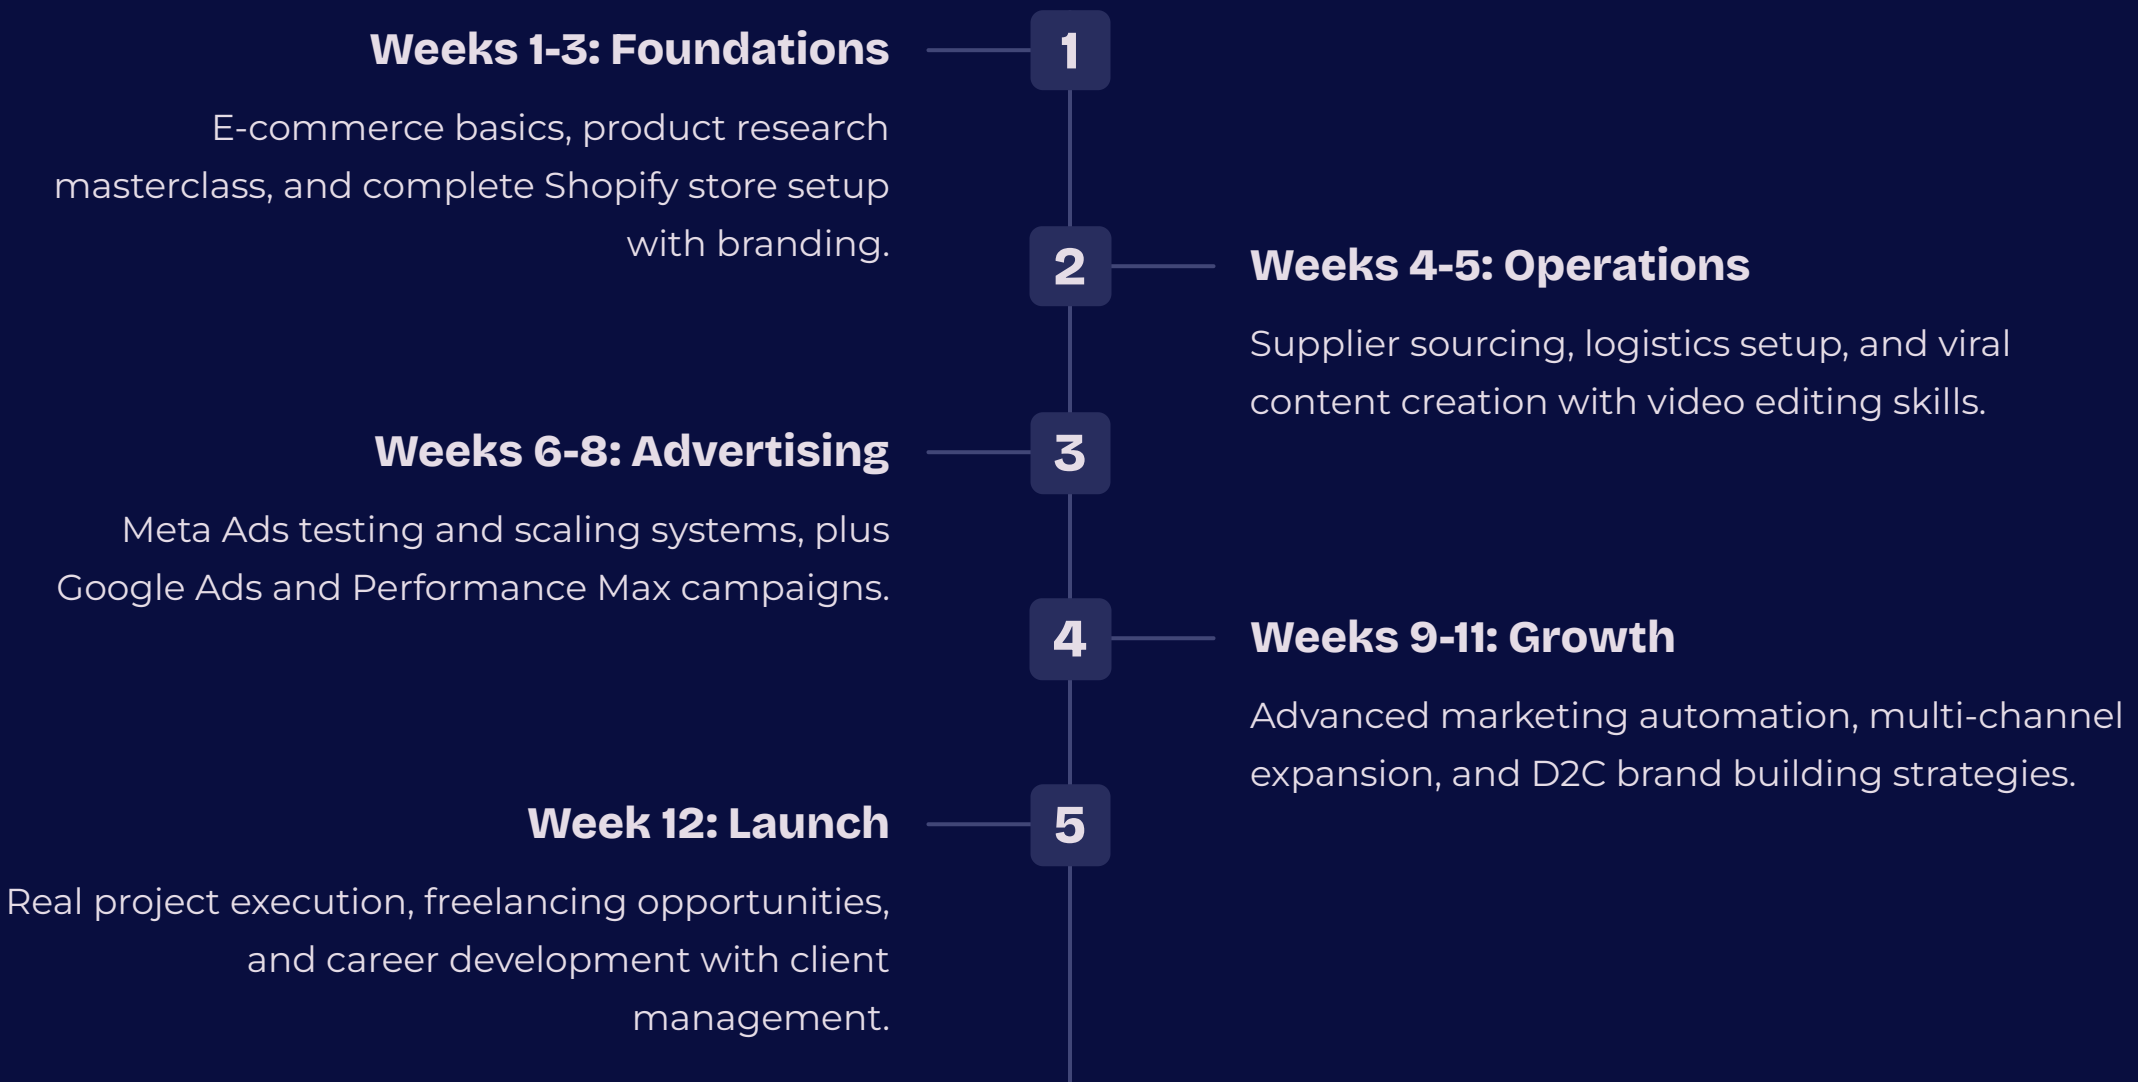 Weeks 1-3: Foundations
1
E-commerce basics, product research
masterclass, and complete Shopify store setup
with branding.
2
Weeks 4-5: Operations
Supplier sourcing, logistics setup, and viral
content creation with video editing skills.
Weeks 6-8: Advertising
3
Meta Ads testing and scaling systems, plus
Google Ads and Performance Max campaigns.
4
Weeks 9-11: Growth
Advanced marketing automation, multi-channel
expansion, and D2C brand building strategies.
Week 12: Launch
5
Real project execution, freelancing opportunities,
and career development with client
management.